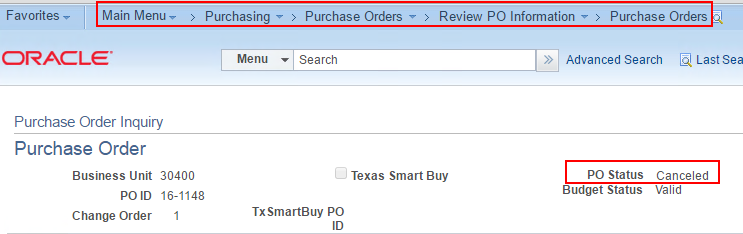 Favorites Main Menu > Purchasing > Purchase Orders > Review PO Information > Purchase Orders
ORACLE Menu Search Advanced Search Last Sea
Purchase Order Inquiry
Purchase Order
Business Unit 30400 Texas Smart Buy PO Status Canceled
PO ID 16-1148 Budget Status Valid
Change Order 1 TxSmartBuy PO ID